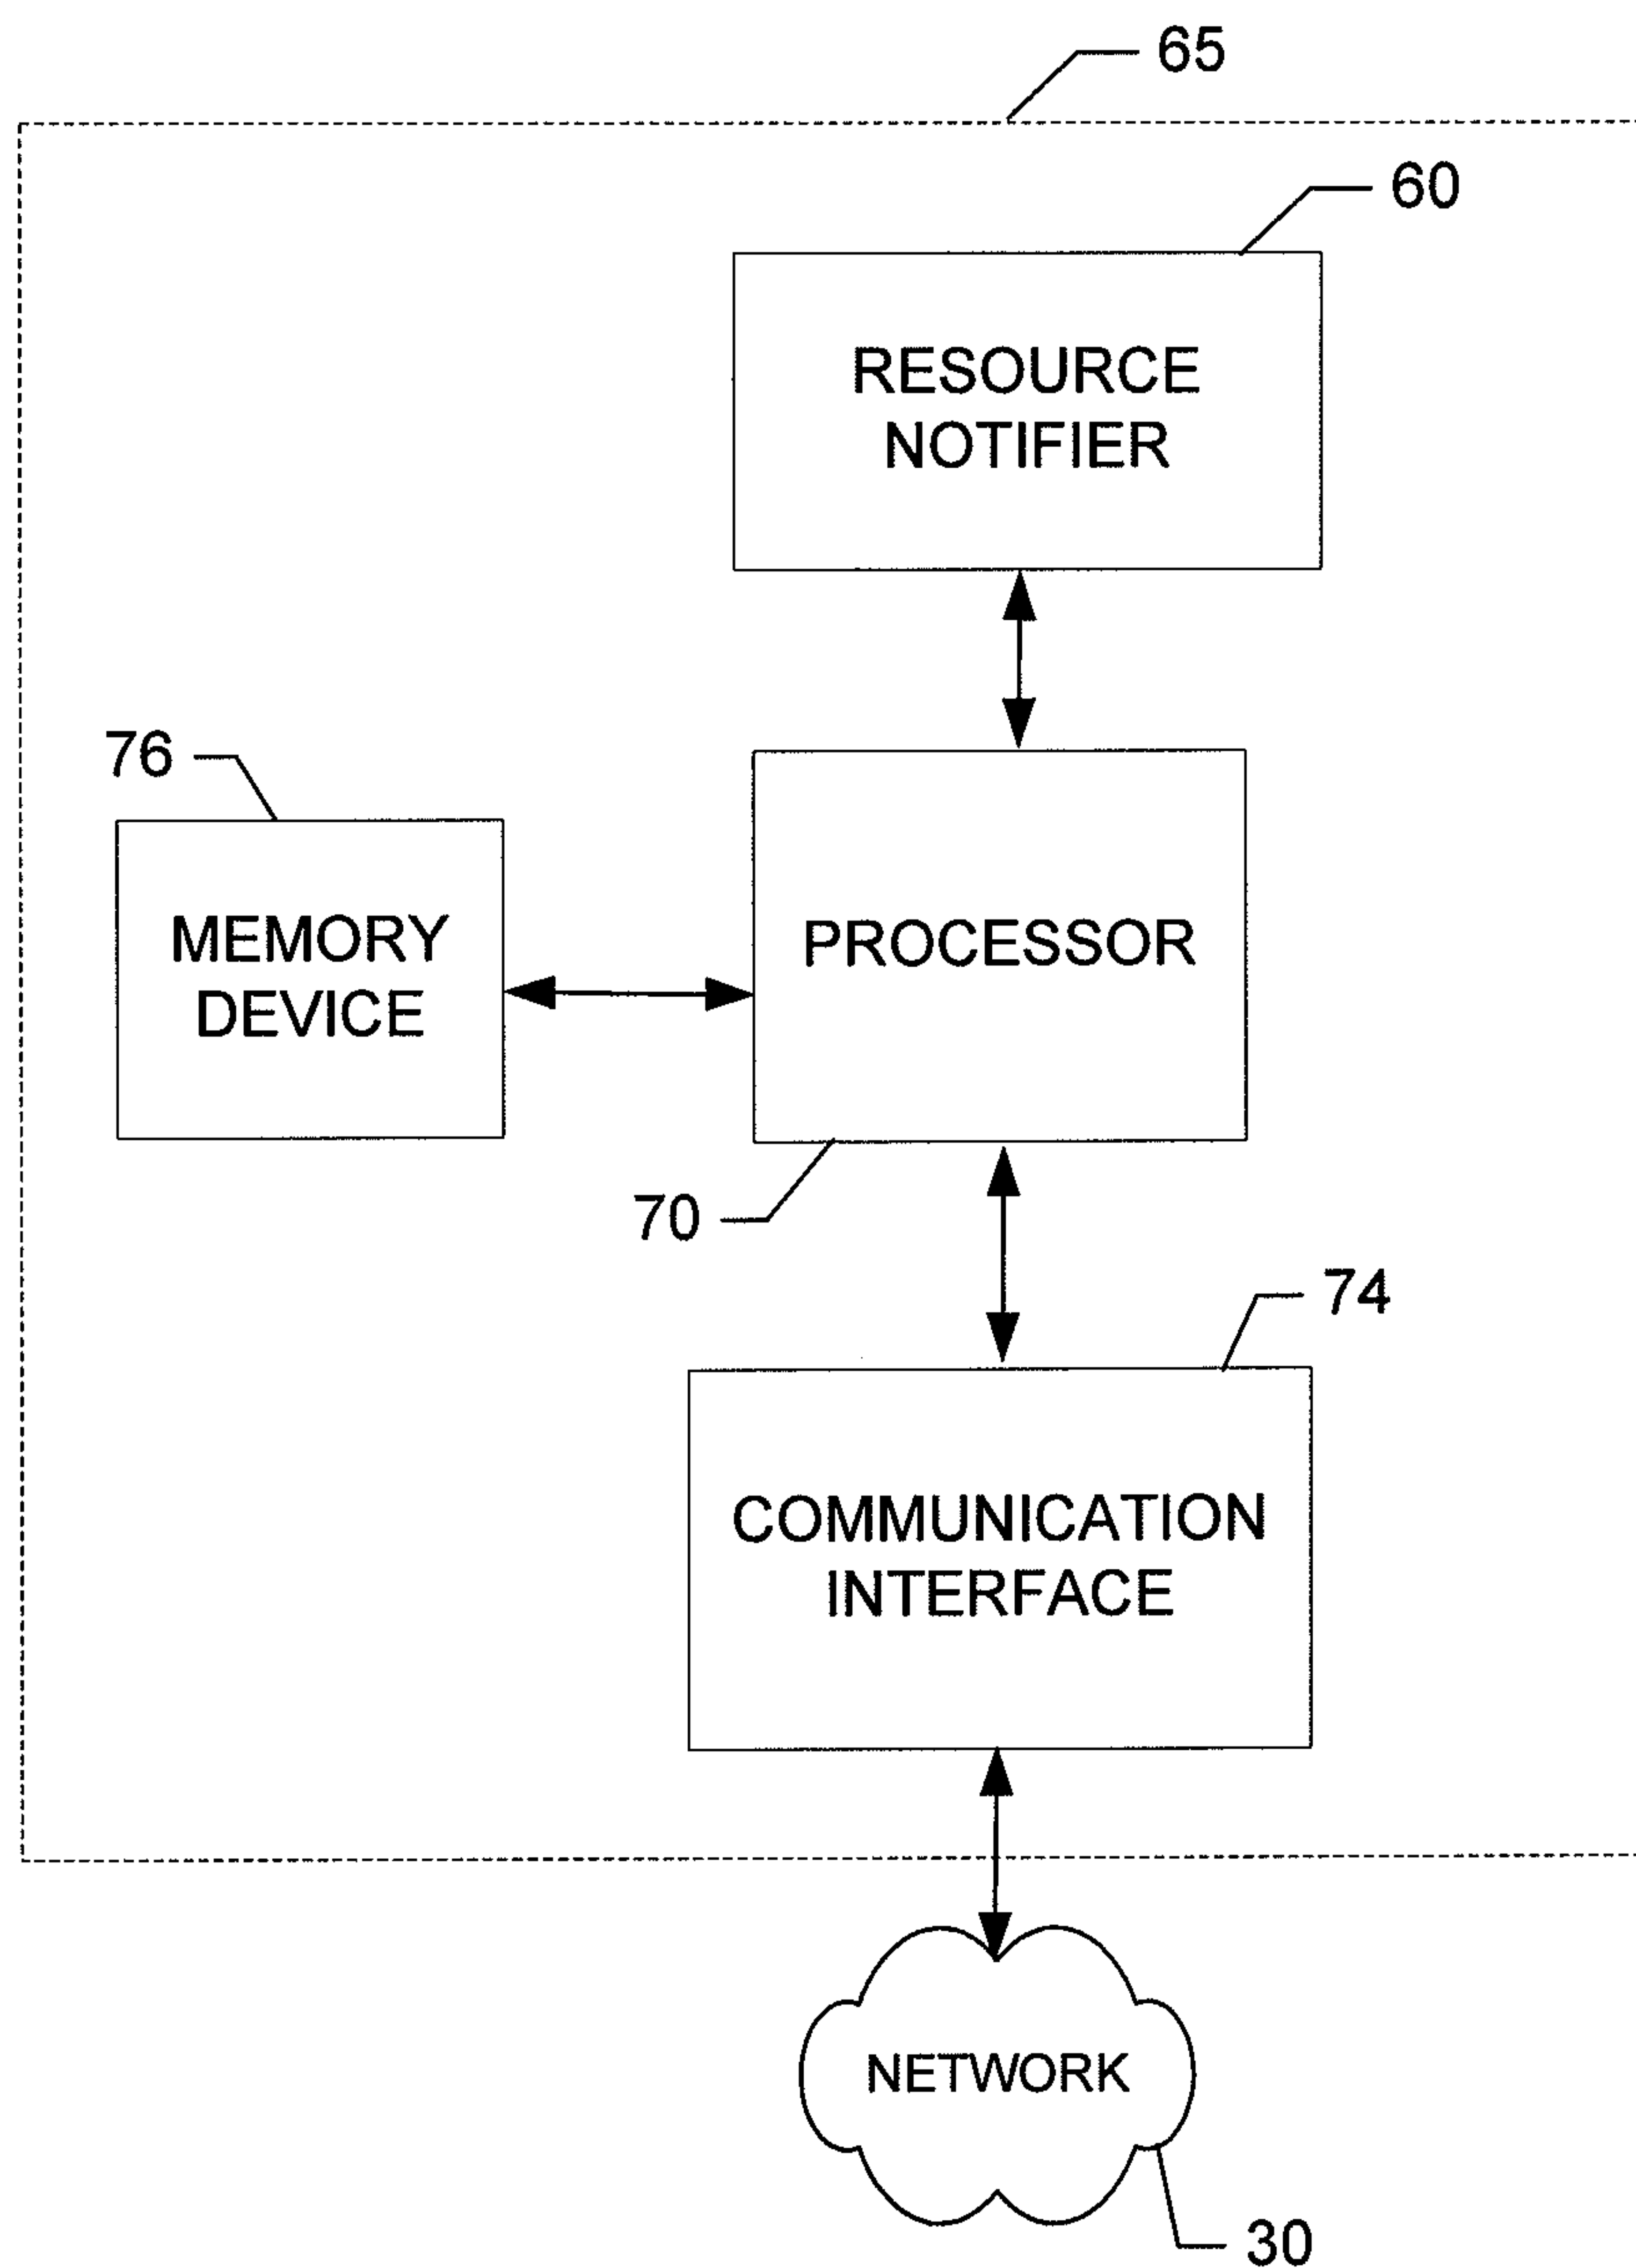 65
60
RESOURCE
NOTIFIER
76
MEMORY
DEVICE
PROCESSOR
70
74
COMMUNICATION
INTERFACE
NETWORK
30